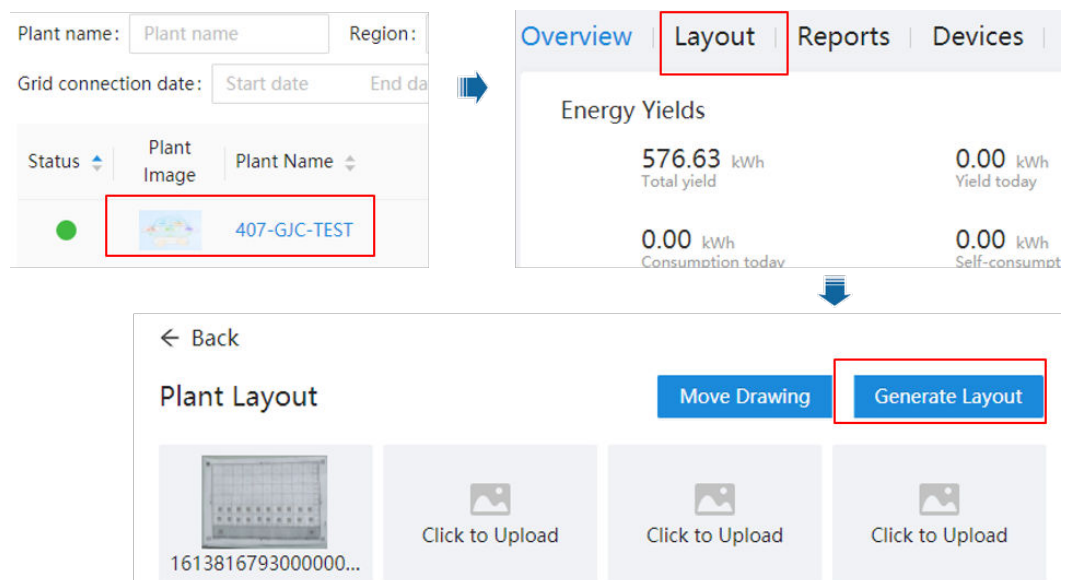 Plant name: Plant name Region:
Grid connection date: Start date End da
Status Plant Image Plant Name
407-GJC-TEST
Overview Layout Reports Devices
Energy Yields
576.63 kWh 0.00 kWh
Total yield Yield today
0.00 kWh 0.00 kWh
Consumption today Self-consumpt
← Back
Plant Layout Move Drawing Generate Layout
Click to Upload Click to Upload Click to Upload
1613816793000000...